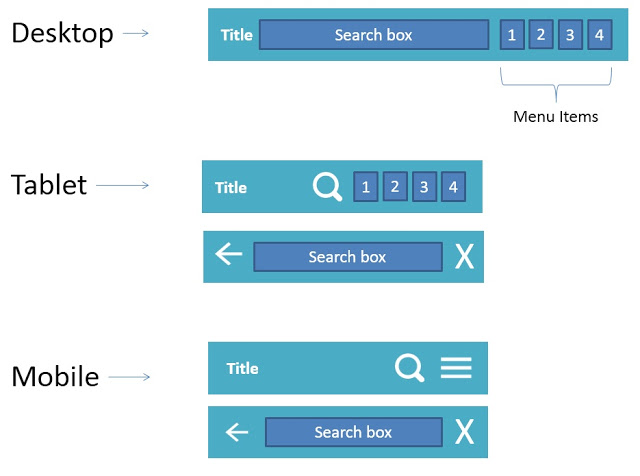 Desktop
Title Search box 1 2 3 4
Menu Items
Tablet
Title 1 2 3 4
Search box X
Mobile
Title
Search box X